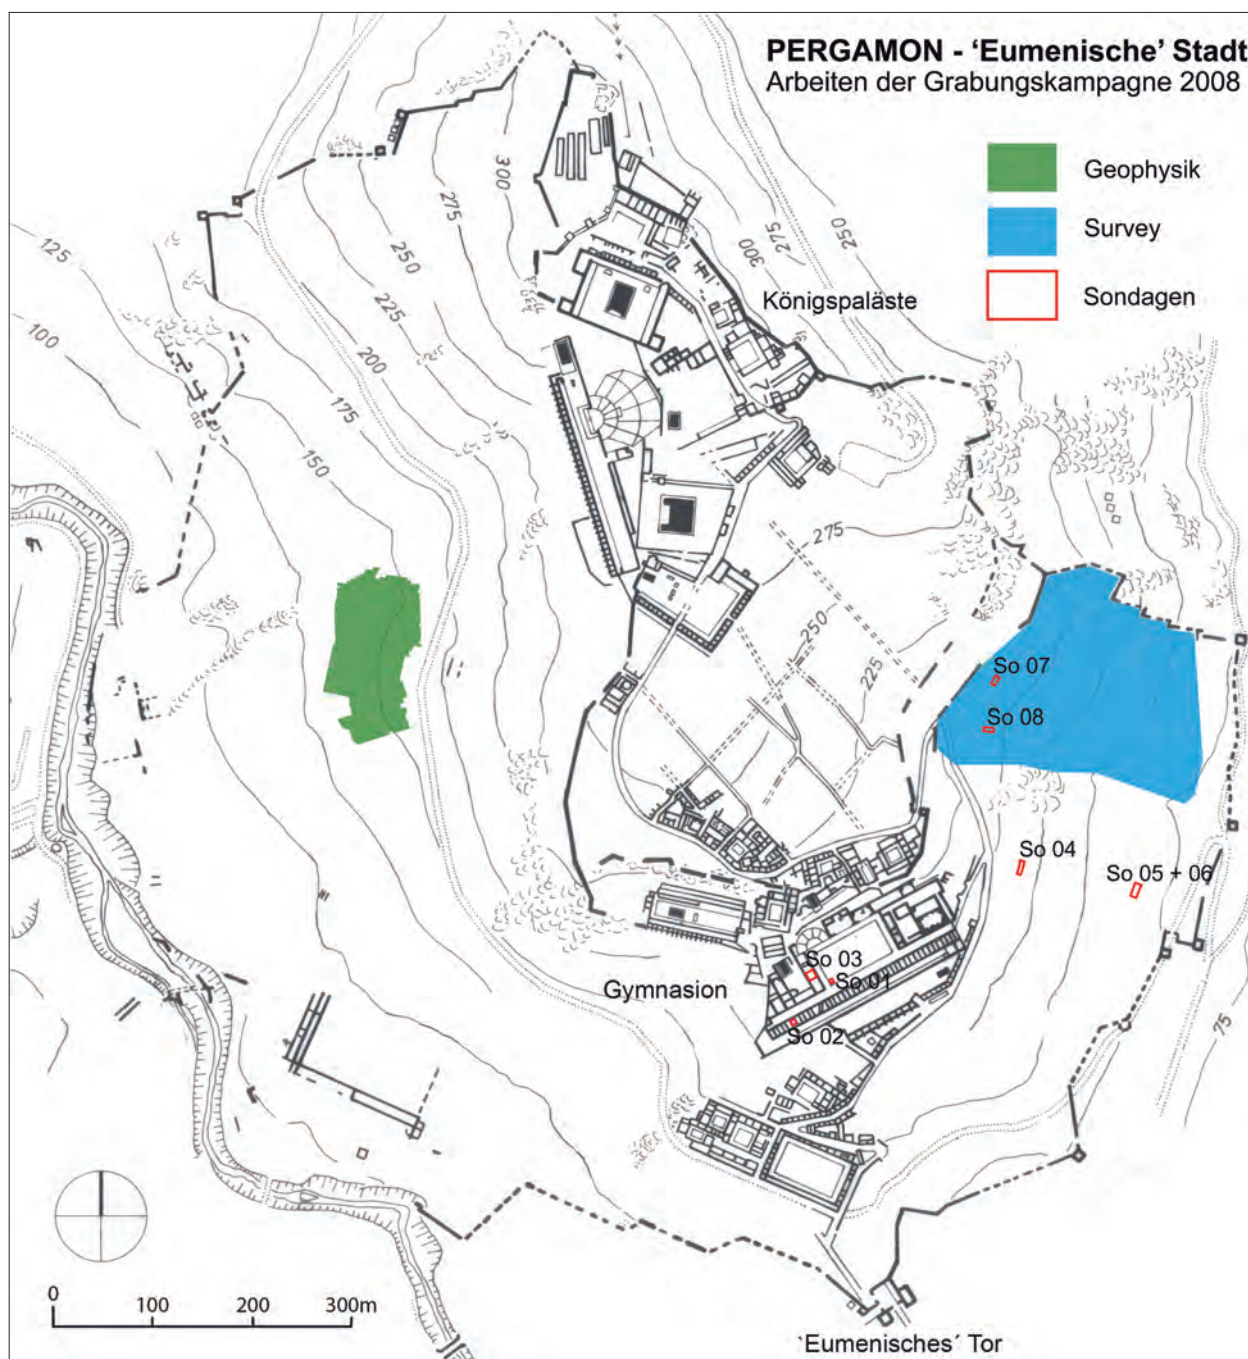 PERGAMON - ‘Eumenische’ Stadt
Arbeiten der Grabungskampagne 2008
Geophysik
Survey
Sondagen
Königspaläste
300
275
250
225
200
175
150
125
100
300
275
250
275
250
225
So 07
So 08
So 04
So 05 + 06
So 03
So 01
Gymnasion
So 02
75
0 100 200 300m
‘Eumenisches´ Tor